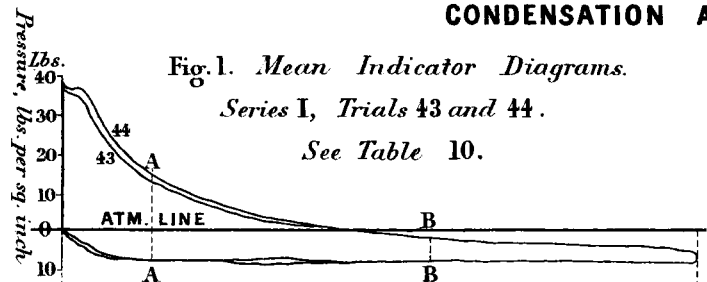 CONDENSATION A
Lbs.
Fig. 1. Mean Indicator Diagrams.
Series I, Trials 43 and 44.
See Table 10.
Pressure, lbs. per sq. inch
40
30
20
10
0
10
44
43
A
ATM. LINE
B
A
B